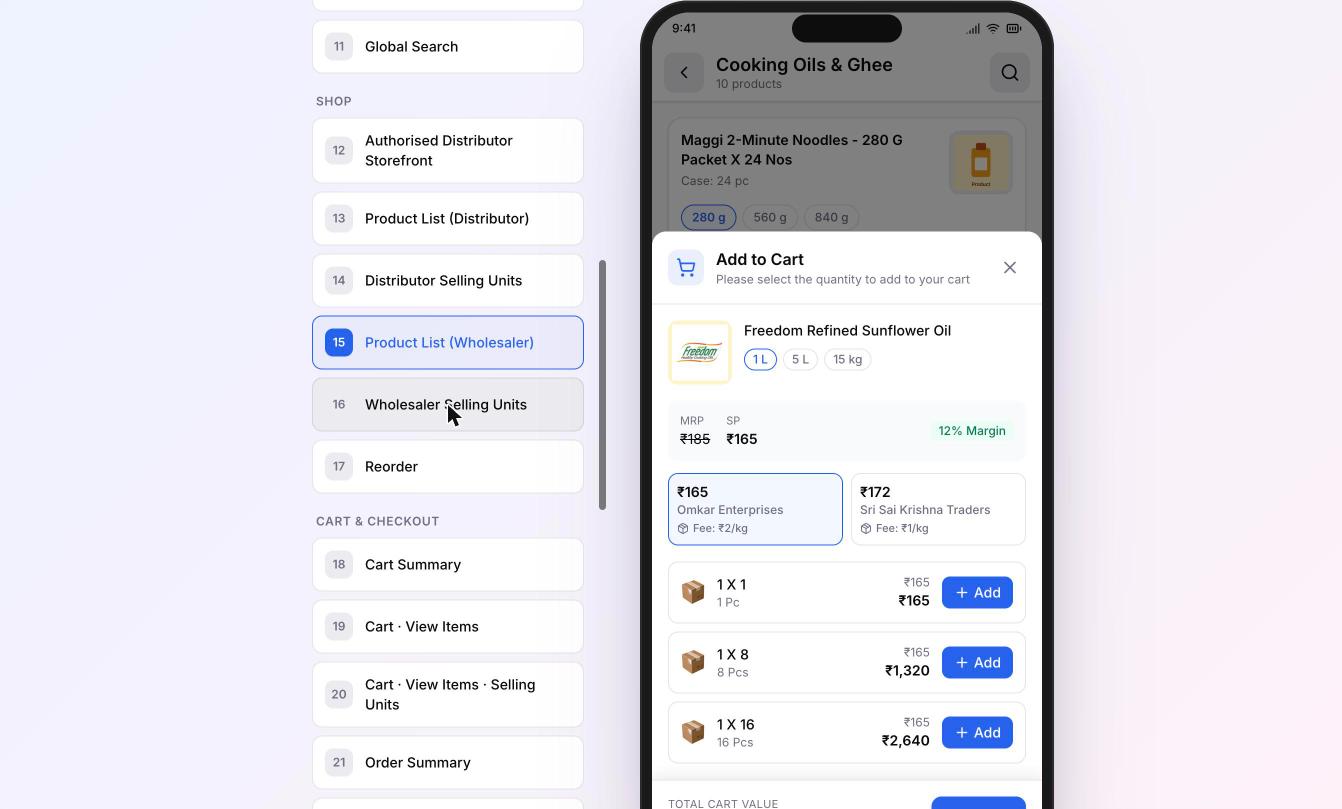 11 Global Search
SHOP
12 Authorised Distributor
Storefront
13 Product List (Distributor)
14 Distributor Selling Units
15 Product List (Wholesaler)
16 Wholesaler Selling Units
17 Reorder
CART & CHECKOUT
18 Cart Summary
19 Cart · View Items
20 Cart · View Items · Selling
Units
21 Order Summary
9:41
Cooking Oils & Ghee
10 products
Maggi 2-Minute Noodles - 280 G
Packet X 24 Nos
Case: 24 pc
Product
280 g 560 g 840 g
Add to Cart
Please select the quantity to add to your cart
Freedom
Freedom Refined Sunflower Oil
1 L 5 L 15 kg
MRP SP
₹185 ₹165
12% Margin
₹165
Omkar Enterprises
Fee: ₹2/kg
₹172
Sri Sai Krishna Traders
Fee: ₹1/kg
1 X 1 ₹165
1 Pc ₹165
+ Add
1 X 8 ₹165
8 Pcs ₹1,320
+ Add
1 X 16 ₹165
16 Pcs ₹2,640
+ Add
TOTAL CART VALUE